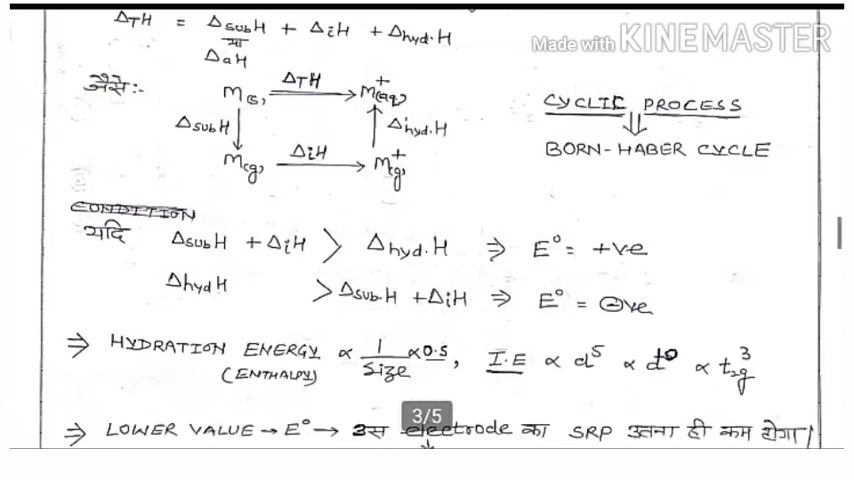 ΔTH = ΔsubH + ΔiH + Δhyd.H
या
ΔaH
Made with KINEMASTER
जैसे:-
M(s) ΔTH M+(aq)
CYCLIC PROCESS
ΔsubH Δhyd.H
BORN-HABER CYCLE
M(g) ΔiH M+(g)
CONDITION
यदि ΔsubH + ΔiH > Δhyd.H ⇒ E° = +ve
ΔhydH > Δsub.H + ΔiH ⇒ E° = ⊖ve
⇒ HYDRATION ENERGY ∝ 1/Size ∝ 0.5, I.E ∝ d⁵ ∝ d¹⁰ ∝ t₂g³
(ENTHALPY)
3/5
⇒ LOWER VALUE → E° → उस electrode का SRP उतना ही कम होगा।